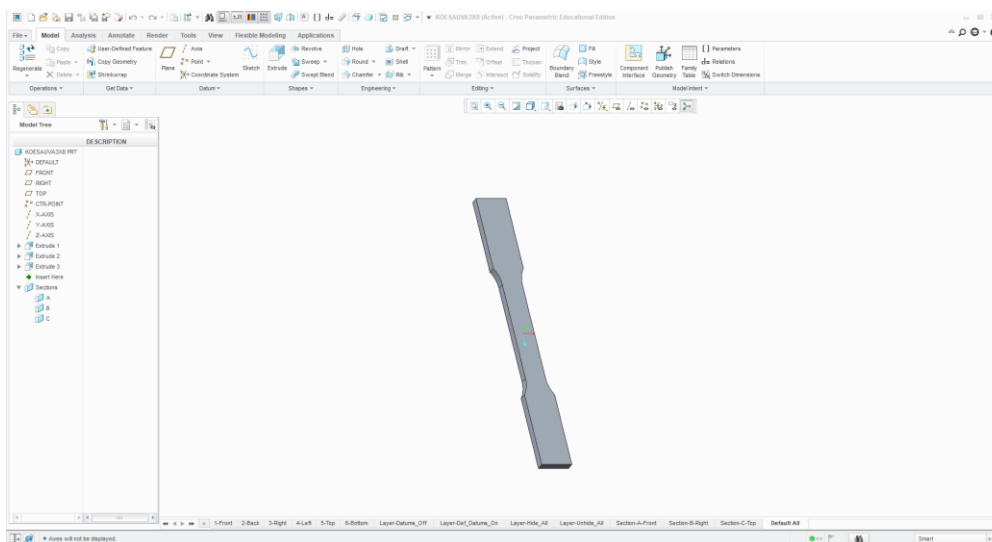 KOESAUVA3X8 (Active) - Creo Parametric Educational Edition
File Model Analysis Annotate Render Tools View Flexible Modeling Applications
Regenerate
Copy
Paste
Delete
Operations
User-Defined Feature
Copy Geometry
Shrinkwrap
Get Data
Plane
Axis
Point
Coordinate System
Datum
Sketch
Extrude
Revolve
Sweep
Swept Blend
Shapes
Hole
Round
Chamfer
Draft
Shell
Rib
Engineering
Pattern
Mirror
Trim
Merge
Extend
Offset
Intersect
Project
Thicken
Solidify
Editing
Boundary
Blend
Fill
Style
Freestyle
Surfaces
Component
Interface
Publish
Geometry
Family
Table
Parameters
d= Relations
Switch Dimensions
Model Intent
Model Tree
DESCRIPTION
KOESAUVA3X8.PRT
DEFAULT
FRONT
RIGHT
TOP
CTR-POINT
X-AXIS
Y-AXIS
Z-AXIS
Extrude 1
Extrude 2
Extrude 3
Insert Here
Sections
A
B
C
1-Front 2-Back 3-Right 4-Left 5-Top 6-Bottom Layer-Datums_Off Layer-Def_Datums_On Layer-Hide_All Layer-Unhide_All Section-A-Front Section-B-Right Section-C-Top Default All
Axes will not be displayed.
Smart